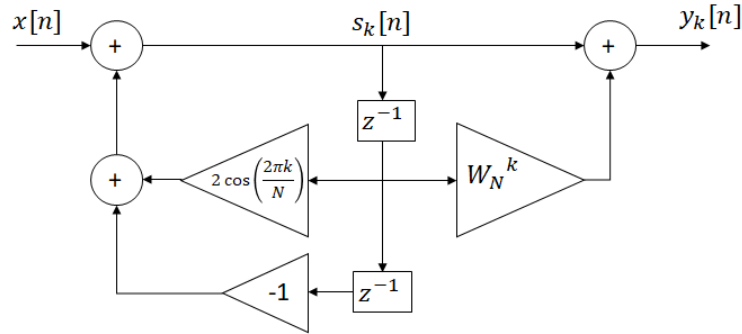 x[n] s_k[n] y_k[n]
+ +
z⁻¹
+ 2 cos(2πk/N) W_N^k
-1 z⁻¹